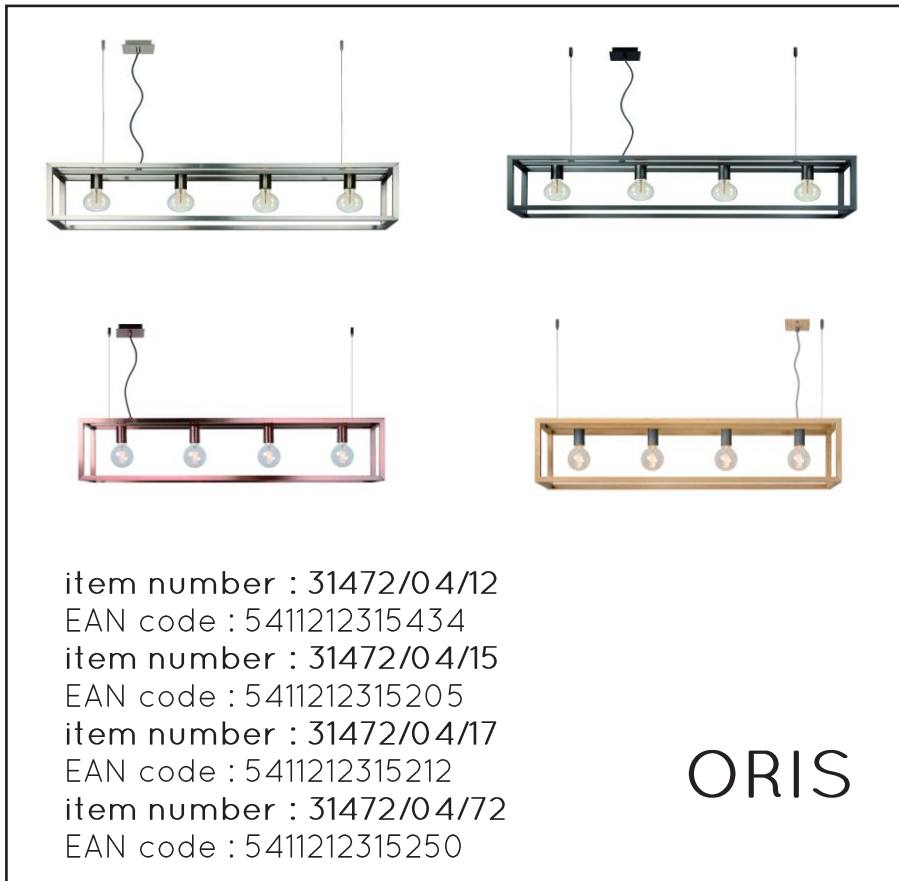 item number : 31472/04/12
EAN code : 5411212315434
item number : 31472/04/15
EAN code : 5411212315205
item number : 31472/04/17
EAN code : 5411212315212
item number : 31472/04/72
EAN code : 5411212315250
ORIS